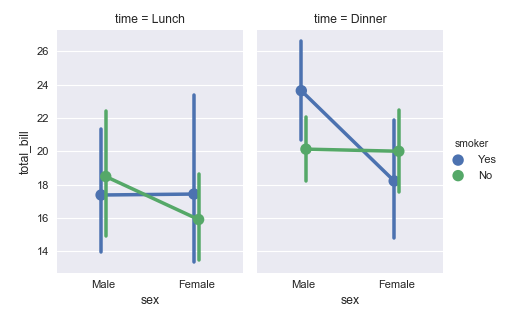 time = Lunch
time = Dinner
26
24
22
20
18
16
14
total_bill
Male
Female
Male
Female
sex
sex
smoker
Yes
No